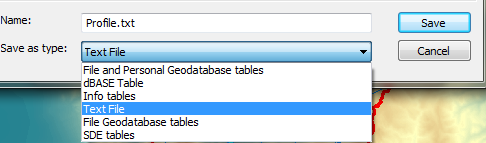 Name: Profile.txt Save
Save as type: Text File Cancel
File and Personal Geodatabase tables
dBASE Table
Info tables
Text File
File Geodatabase tables
SDE tables